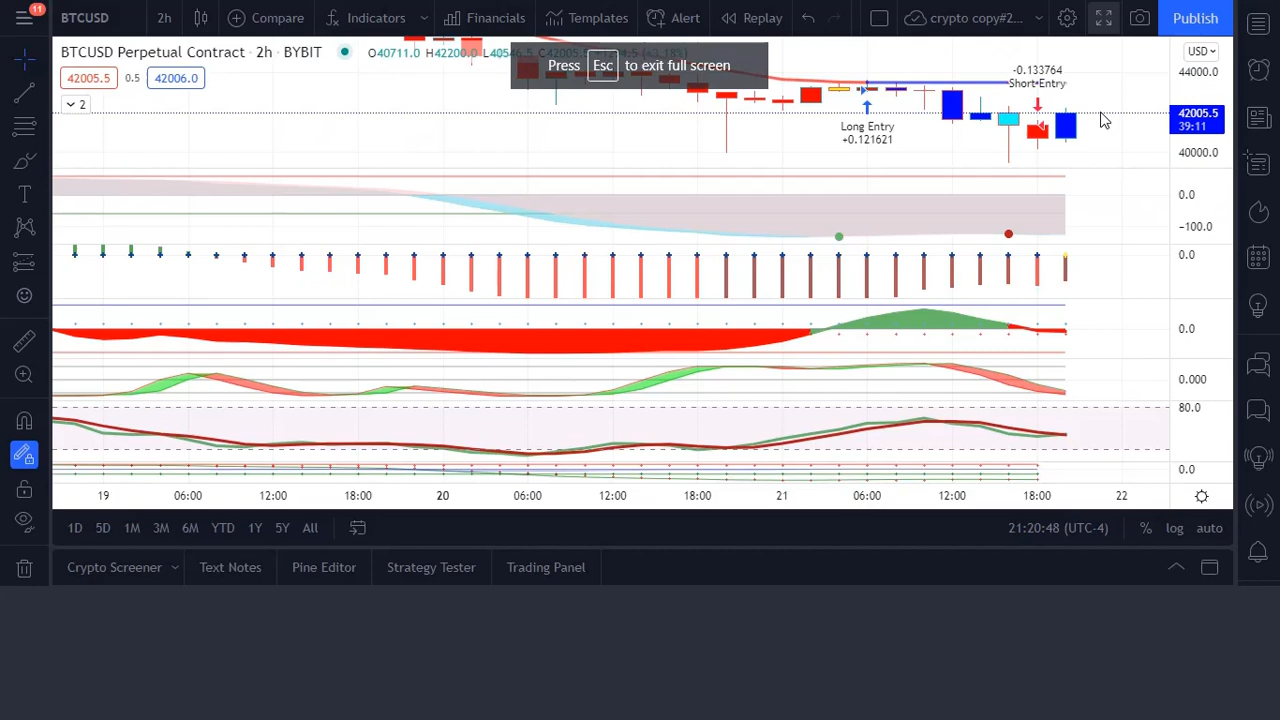 11
BTCUSD 2h Compare Indicators Financials Templates Alert Replay crypto copy#2... Publish
BTCUSD Perpetual Contract · 2h · BYBIT O40711.0 H42200.0 L40546.5 C42005.5
Press Esc to exit full screen
USD
42005.5 0.5 42006.0
2
-0.133764
Short Entry
Long Entry
+0.121621
44000.0
42005.5
39:11
40000.0
0.0
−100.0
0.0
0.0
0.000
80.0
0.0
19 06:00 12:00 18:00 20 06:00 12:00 18:00 21 06:00 12:00 18:00 22
1D 5D 1M 3M 6M YTD 1Y 5Y All 21:20:48 (UTC-4) % log auto
Crypto Screener Text Notes Pine Editor Strategy Tester Trading Panel